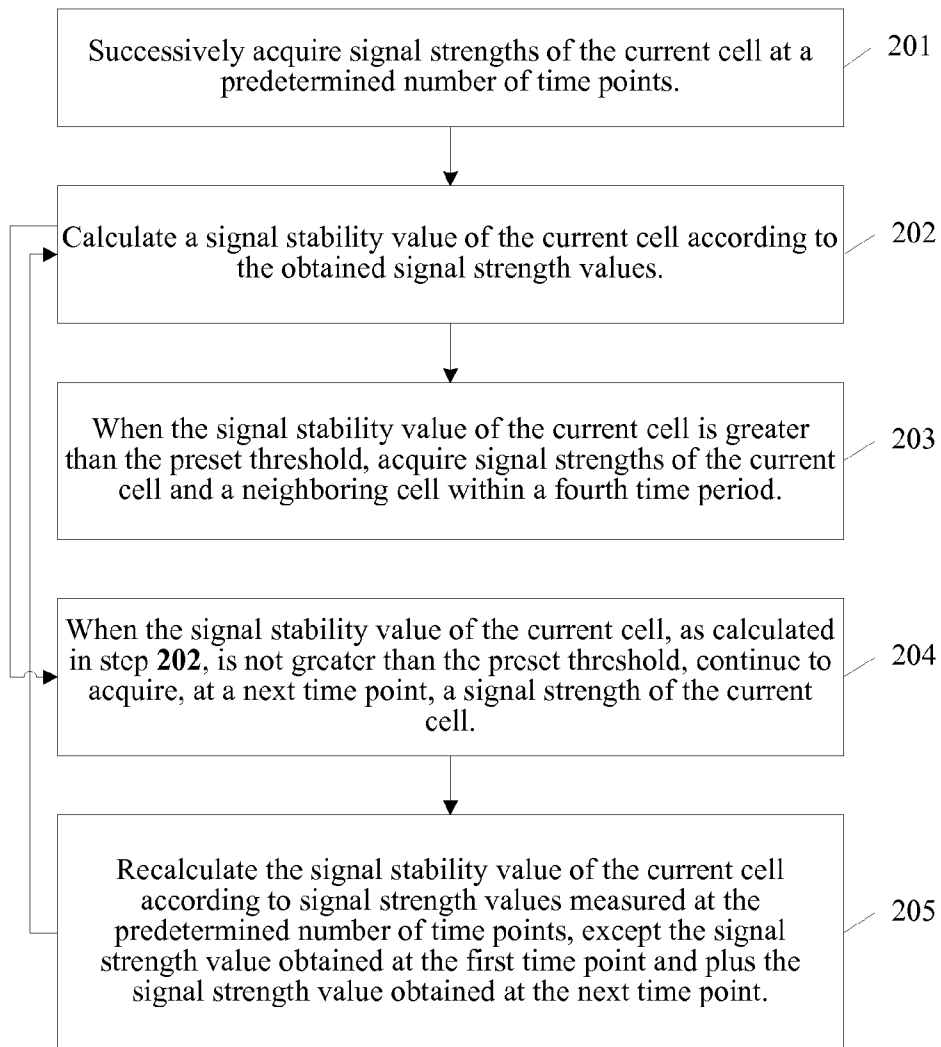 Successively acquire signal strengths of the current cell at a
predetermined number of time points.
201
Calculate a signal stability value of the current cell according to
the obtained signal strength values.
202
When the signal stability value of the current cell is greater
than the preset threshold, acquire signal strengths of the current
cell and a neighboring cell within a fourth time period.
203
When the signal stability value of the current cell, as calculated
in step 202, is not greater than the preset threshold, continue to
acquire, at a next time point, a signal strength of the current
cell.
204
Recalculate the signal stability value of the current cell
according to signal strength values measured at the
predetermined number of time points, except the signal
strength value obtained at the first time point and plus the
signal strength value obtained at the next time point.
205